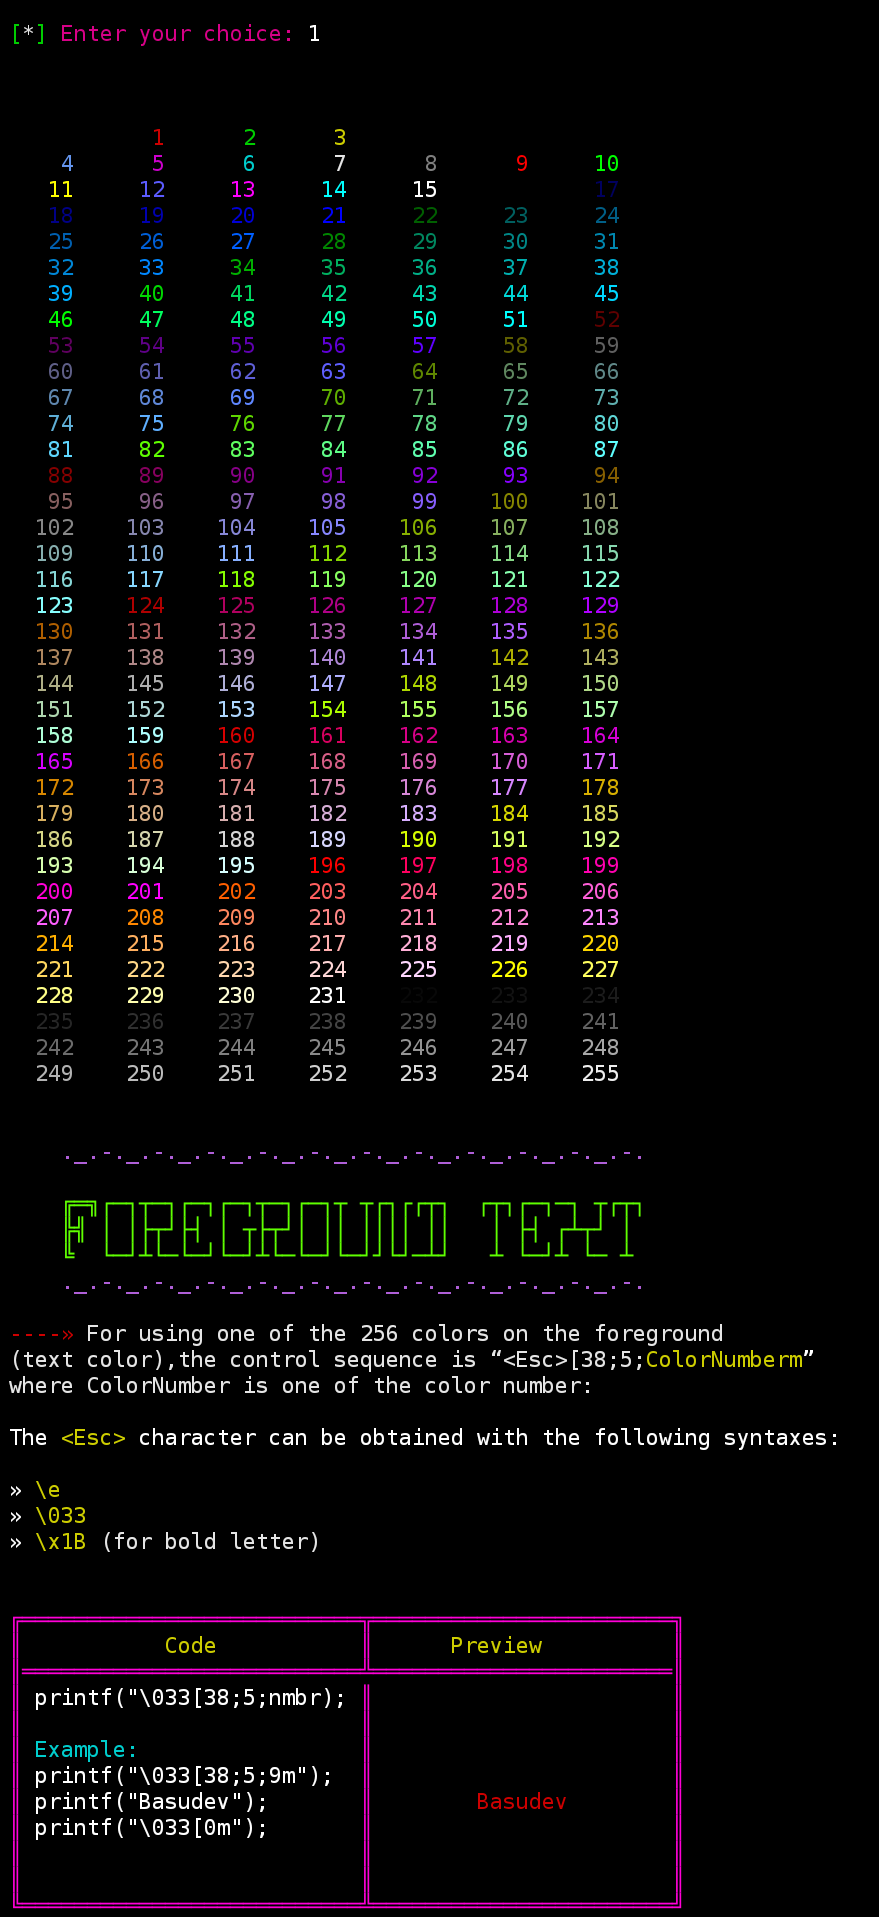 [*] Enter your choice: 1
1 2 3
4 5 6 7 8 9 10
11 12 13 14 15 17
18 19 20 21 22 23 24
25 26 27 28 29 30 31
32 33 34 35 36 37 38
39 40 41 42 43 44 45
46 47 48 49 50 51 52
53 54 55 56 57 58 59
60 61 62 63 64 65 66
67 68 69 70 71 72 73
74 75 76 77 78 79 80
81 82 83 84 85 86 87
88 89 90 91 92 93 94
95 96 97 98 99 100 101
102 103 104 105 106 107 108
109 110 111 112 113 114 115
116 117 118 119 120 121 122
123 124 125 126 127 128 129
130 131 132 133 134 135 136
137 138 139 140 141 142 143
144 145 146 147 148 149 150
151 152 153 154 155 156 157
158 159 160 161 162 163 164
165 166 167 168 169 170 171
172 173 174 175 176 177 178
179 180 181 182 183 184 185
186 187 188 189 190 191 192
193 194 195 196 197 198 199
200 201 202 203 204 205 206
207 208 209 210 211 212 213
214 215 216 217 218 219 220
221 222 223 224 225 226 227
228 229 230 231 232 233 234
235 236 237 238 239 240 241
242 243 244 245 246 247 248
249 250 251 252 253 254 255
FOREGROUND TEXT
----» For using one of the 256 colors on the foreground
(text color),the control sequence is “<Esc>[38;5;ColorNumberm”
where ColorNumber is one of the color number:
The <Esc> character can be obtained with the following syntaxes:
» \e
» \033
» \x1B (for bold letter)
Code Preview
printf("\033[38;5;nmbr);
Example:
printf("\033[38;5;9m");
printf("Basudev"); Basudev
printf("\033[0m");